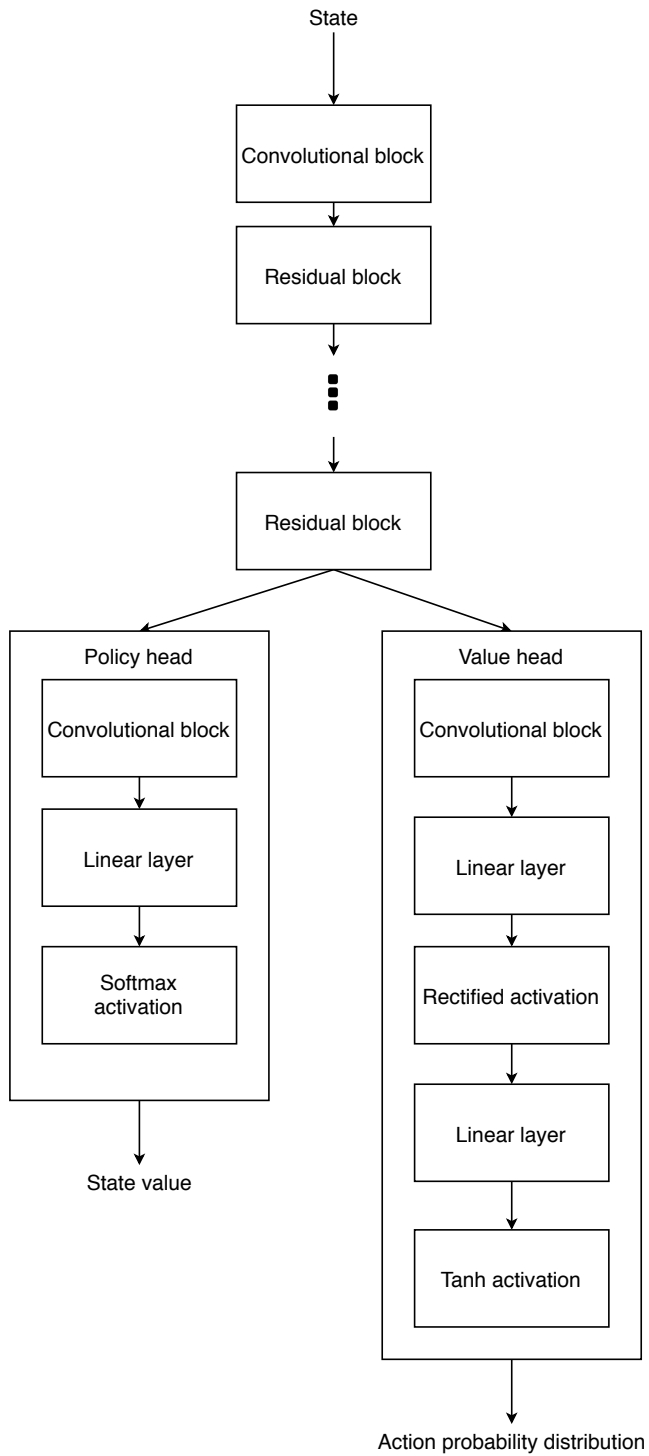 State
Convolutional block
Residual block
Residual block
Policy head
Convolutional block
Linear layer
Softmax
activation
State value
Value head
Convolutional block
Linear layer
Rectified activation
Linear layer
Tanh activation
Action probability distribution